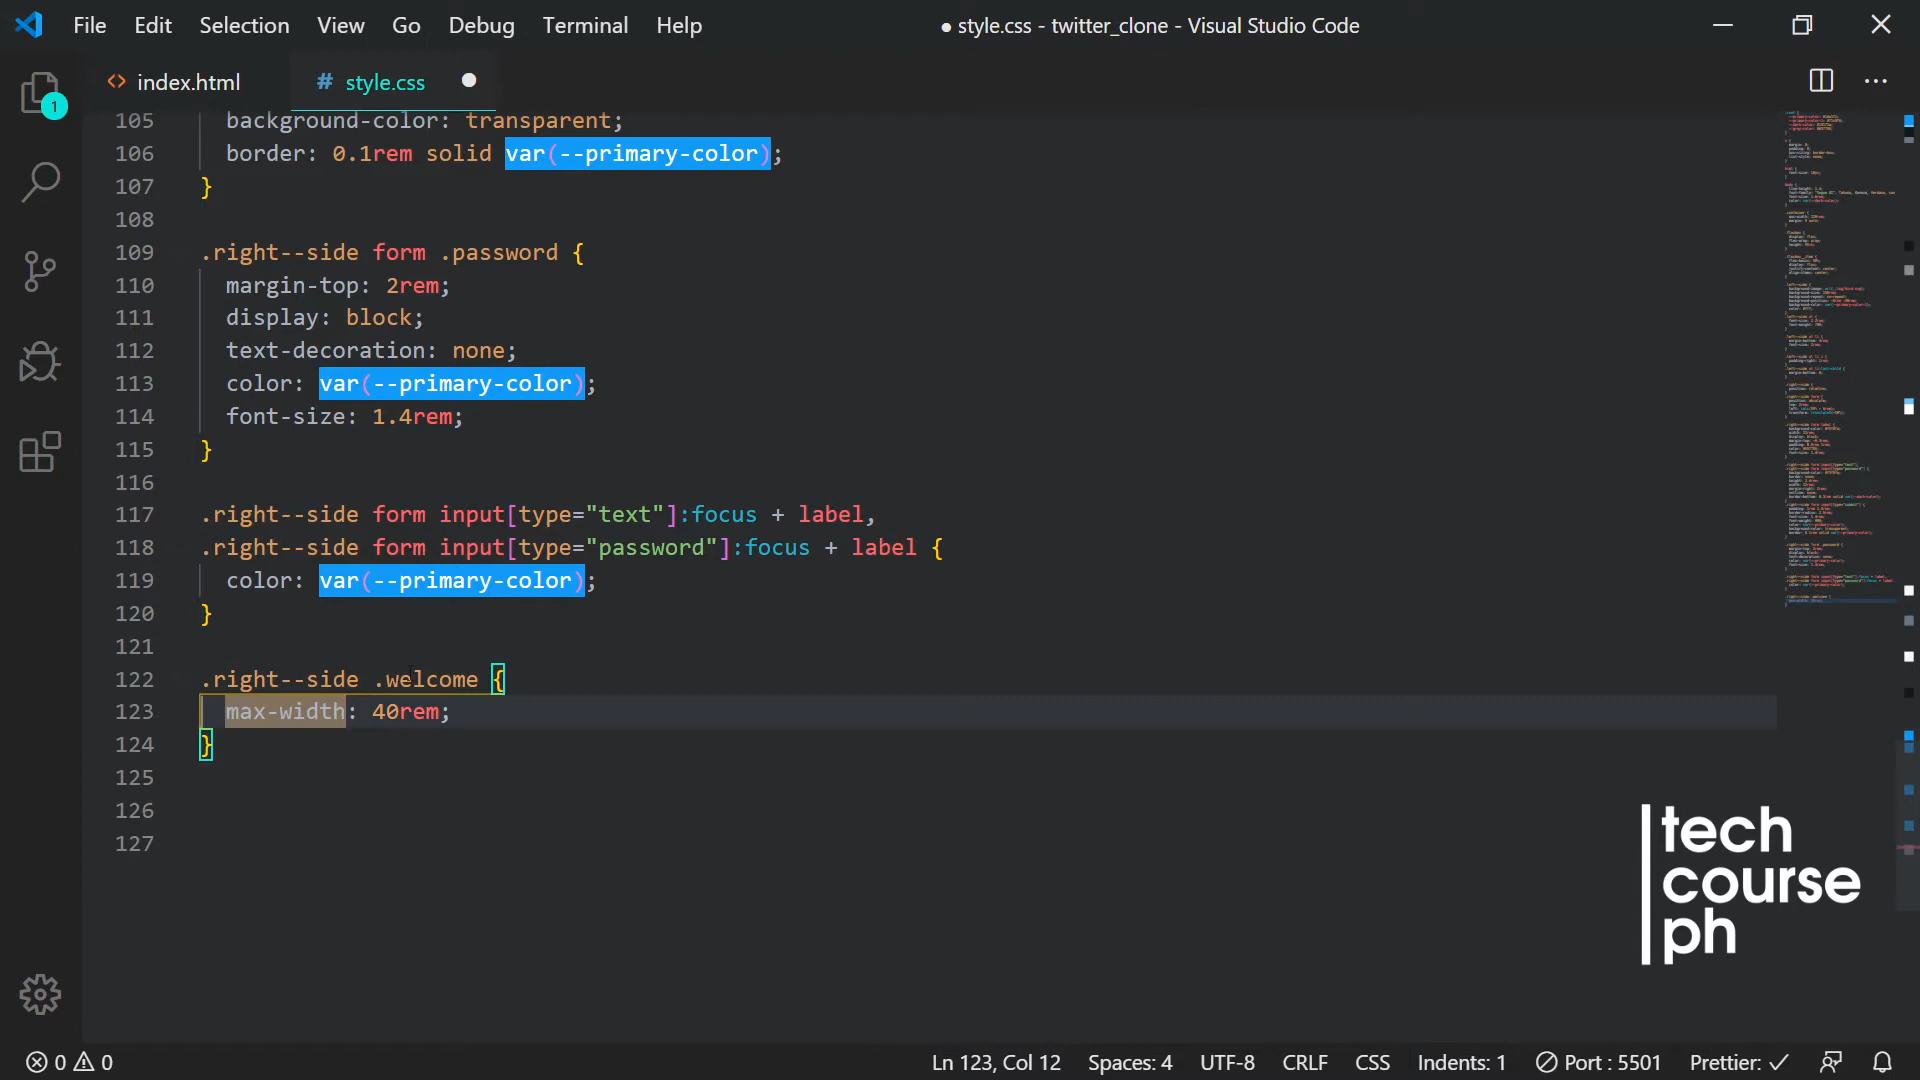 File Edit Selection View Go Debug Terminal Help ● style.css - twitter_clone - Visual Studio Code
<> index.html # style.css
1
105 background-color: transparent;
106 border: 0.1rem solid var(--primary-color);
107 }
108
109 .right--side form .password {
110 margin-top: 2rem;
111 display: block;
112 text-decoration: none;
113 color: var(--primary-color);
114 font-size: 1.4rem;
115 }
116
117 .right--side form input[type="text"]:focus + label,
118 .right--side form input[type="password"]:focus + label {
119 color: var(--primary-color);
120 }
121
122 .right--side .welcome {
123 max-width: 40rem;
124 }
125
126
127
tech
course
ph
0 0 Ln 123, Col 12 Spaces: 4 UTF-8 CRLF CSS Indents: 1 Port : 5501 Prettier: ✓